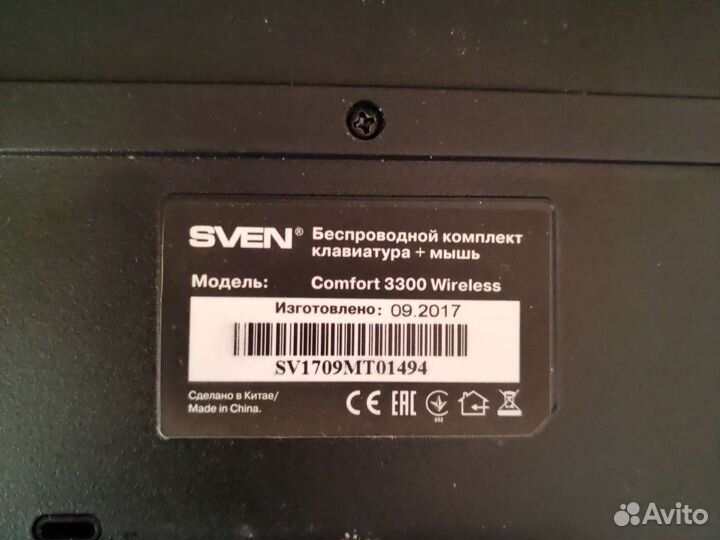 SVEN® Беспроводной комплект
клавиатура + мышь
Модель: Comfort 3300 Wireless
Изготовлено: 09.2017
SV1709MT01494
Сделано в Китае/
Made in China.
CE EAC
Avito